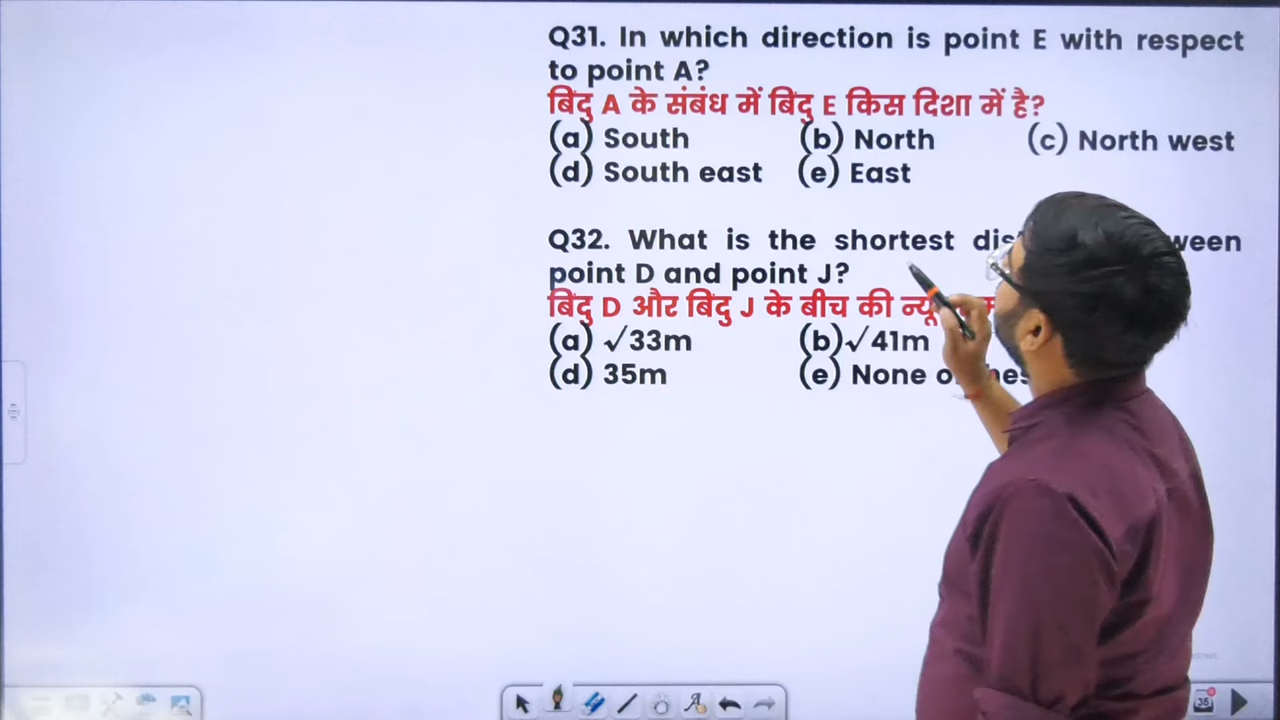 Q31. In which direction is point E with respect
to point A?
बिंदु A के संबंध में बिंदु E किस दिशा में है?
(a) South (b) North (c) North west
(d) South east (e) East
Q32. What is the shortest
point D and point J?
बिंदु D और बिंदु J के बीच की
(a) √33m (b)√41m
(d) 35m (e) None